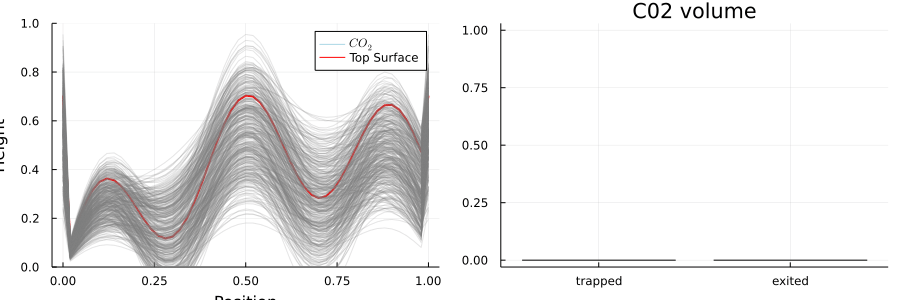 C02 volume
1.0
0.8
0.6
0.4
0.2
0.0
Height
CO₂
Top Surface
0.00
0.25
0.50
0.75
1.00
Position
1.00
0.75
0.50
0.25
0.00
trapped
exited